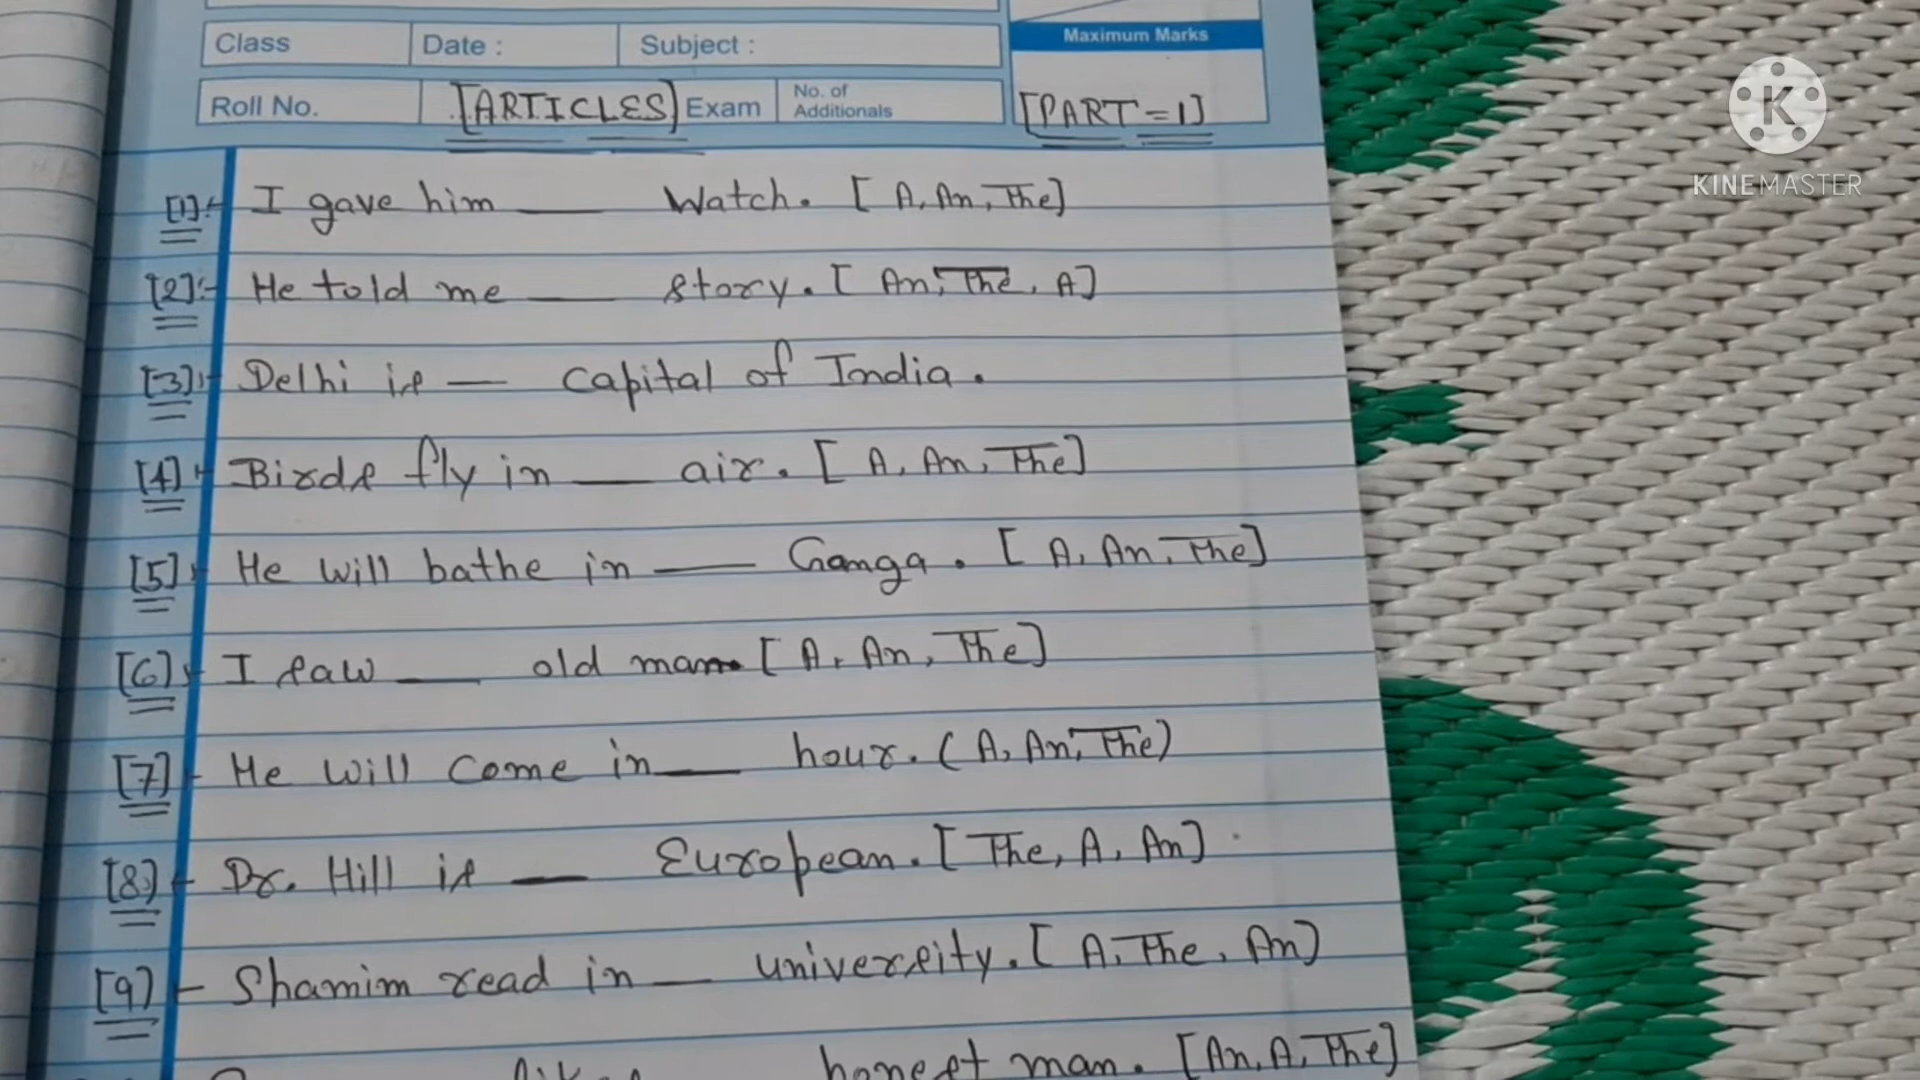 Class Date : Subject : Maximum Marks
Roll No. [ARTICLES] Exam No. of Additionals [PART = 1]
KINEMASTER
[1]:- I gave him ___ Watch. [ A, An, The]
[2]:- He told me ___ story. [ An, The, A]
[3]:- Delhi is ___ capital of India.
[4]:- Birds fly in ___ air. [ A, An, The]
[5]:- He will bathe in ___ Ganga. [ A, An, The]
[6]:- I saw ___ old man. [ A, An, The]
[7]:- He will come in ___ hour. (A, An, The)
[8]:- Dr. Hill is ___ European. [ The, A, An]
[9]:- Shamim read in ___ university. [ A, The, An]
honest man. [An, A, The]